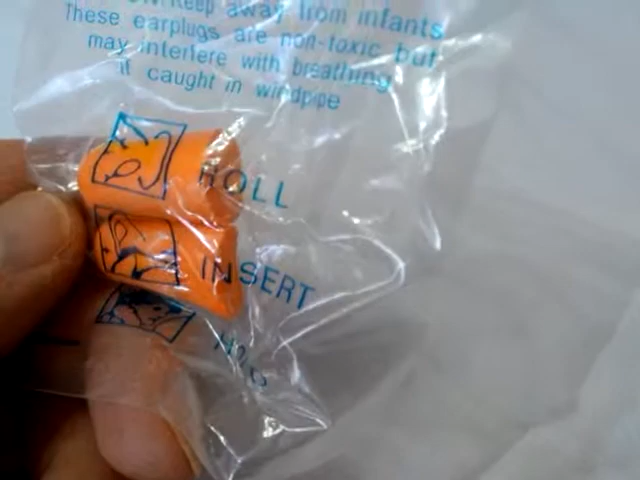 Keep away from infants
These earplugs are non-toxic but
may interfere with breathing
if caught in windpipe
ROLL
INSERT